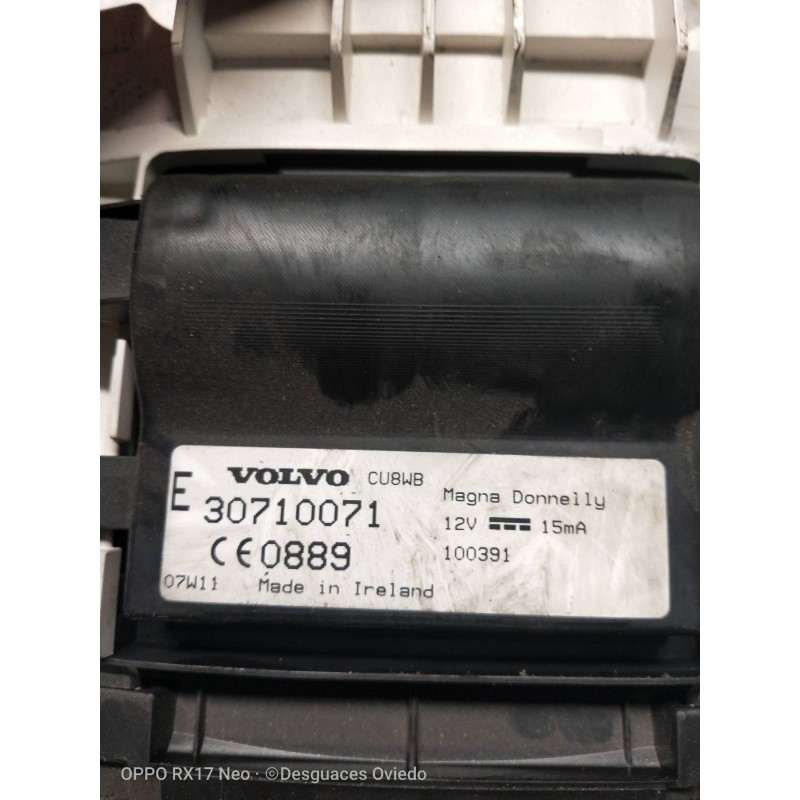 VOLVO CU8WB
E 30710071
CE0889
07W11 Made in Ireland
Magna Donnelly
12V 15mA
100391
OPPO RX17 Neo · ©Desguaces Oviedo